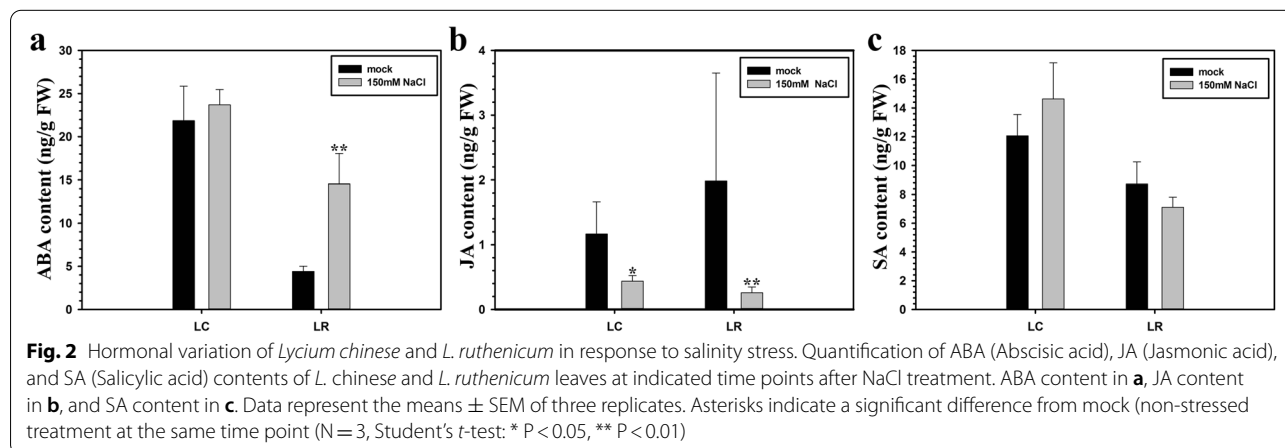 a
30
25
20
15
10
5
0
ABA content (ng/g FW)
mock
150mM NaCl
**
LC
LR
b
4
3
2
1
0
JA content (ng/g FW)
mock
150mM NaCl
*
**
LC
LR
c
18
16
14
12
10
8
6
4
2
0
SA content (ng/g FW)
mock
150mM NaCl
LC
LR
Fig. 2 Hormonal variation of Lycium chinese and L. ruthenicum in response to salinity stress. Quantification of ABA (Abscisic acid), JA (Jasmonic acid),
and SA (Salicylic acid) contents of L. chinese and L. ruthenicum leaves at indicated time points after NaCl treatment. ABA content in a, JA content
in b, and SA content in c. Data represent the means ± SEM of three replicates. Asterisks indicate a significant difference from mock (non-stressed
treatment at the same time point (N = 3, Student's t-test: * P < 0.05, ** P < 0.01)